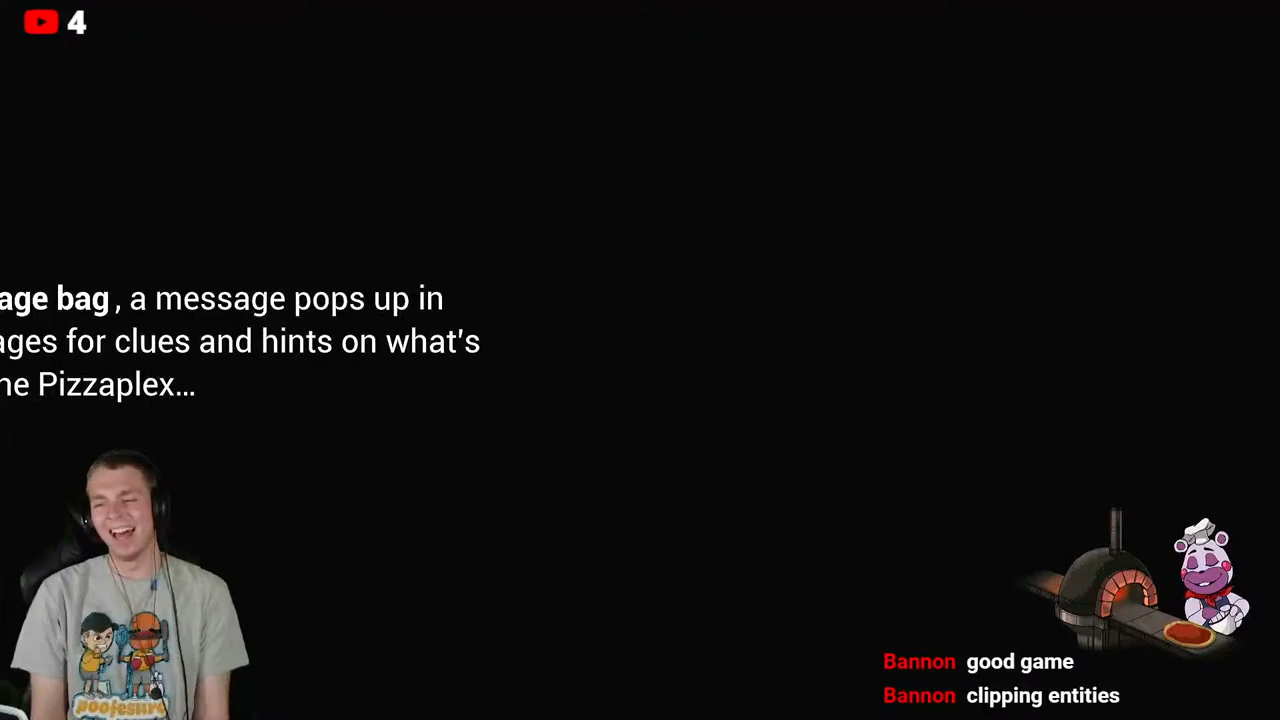 4
age bag, a message pops up in
ages for clues and hints on what's
he Pizzaplex...
poofesure
Bannon good game
Bannon clipping entities